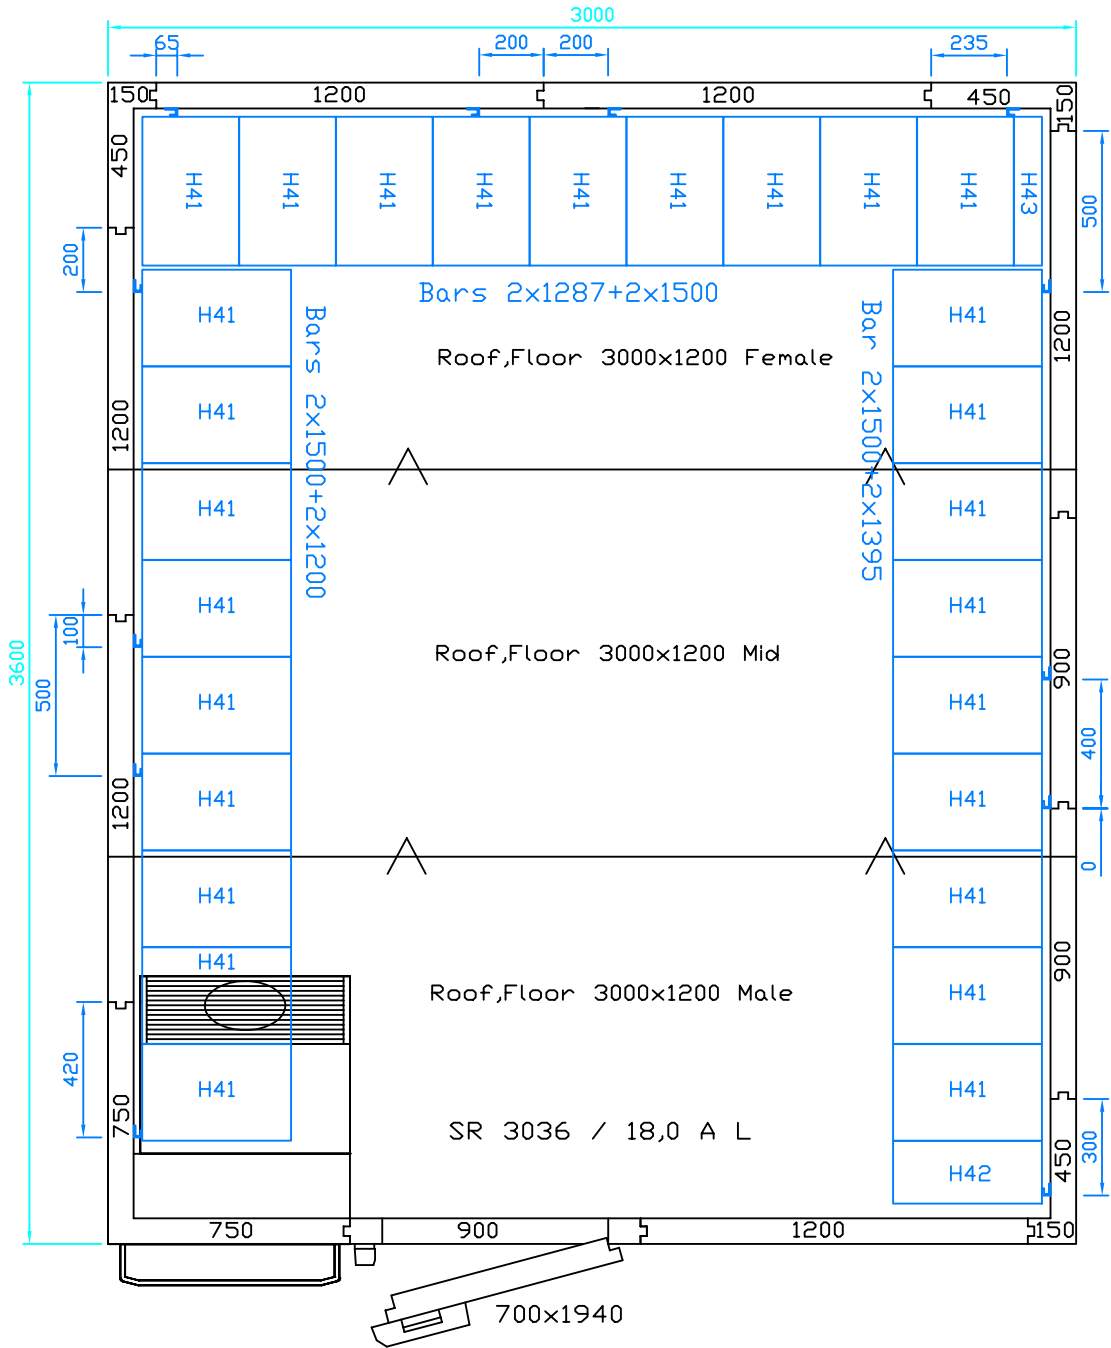 3000
65
200
200
235
150
1200
1200
450
150
450
H41
H41
H41
H41
H41
H41
H41
H41
H41
H43
500
200
Bars 2x1287+2x1500
H41
H41
Bars 2x1500+2x1200
Bar 2x1500+2x1395
1200
Roof,Floor 3000x1200 Female
1200
H41
H41
H41
H41
H41
H41
3600
100
500
Roof,Floor 3000x1200 Mid
900
H41
H41
400
1200
H41
H41
0
H41
H41
900
H41
Roof,Floor 3000x1200 Male
H41
420
H41
H41
750
SR 3036 / 18,0 A L
300
450
H42
750
900
1200
150
700x1940